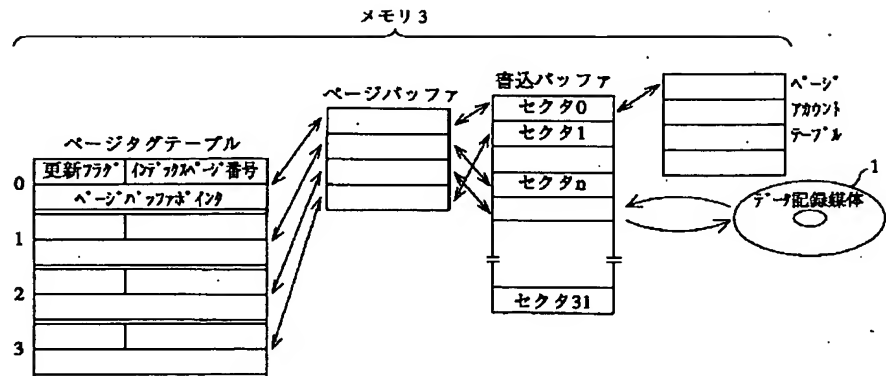 メモリ3
ページタグテーブル
更新フラグ インデックスページ番号
ページバッファポインタ
0
1
2
3
ページバッファ
書込バッファ
セクタ0
セクタ1
セクタn
セクタ31
ページ
アカウント
テーブル
1
データ記録媒体